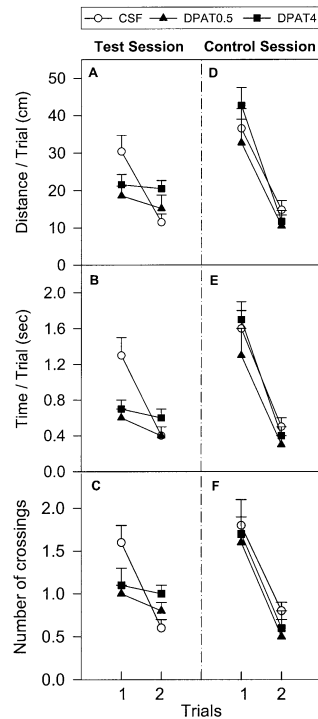 CSF DPAT0.5 DPAT4
Test Session Control Session
A D
50
40
30
20
10
0
Distance / Trial (cm)
B E
2.0
1.6
1.2
0.8
0.4
0.0
Time / Trial (sec)
C F
2.0
1.5
1.0
0.5
0.0
Number of crossings
1 2 1 2
Trials